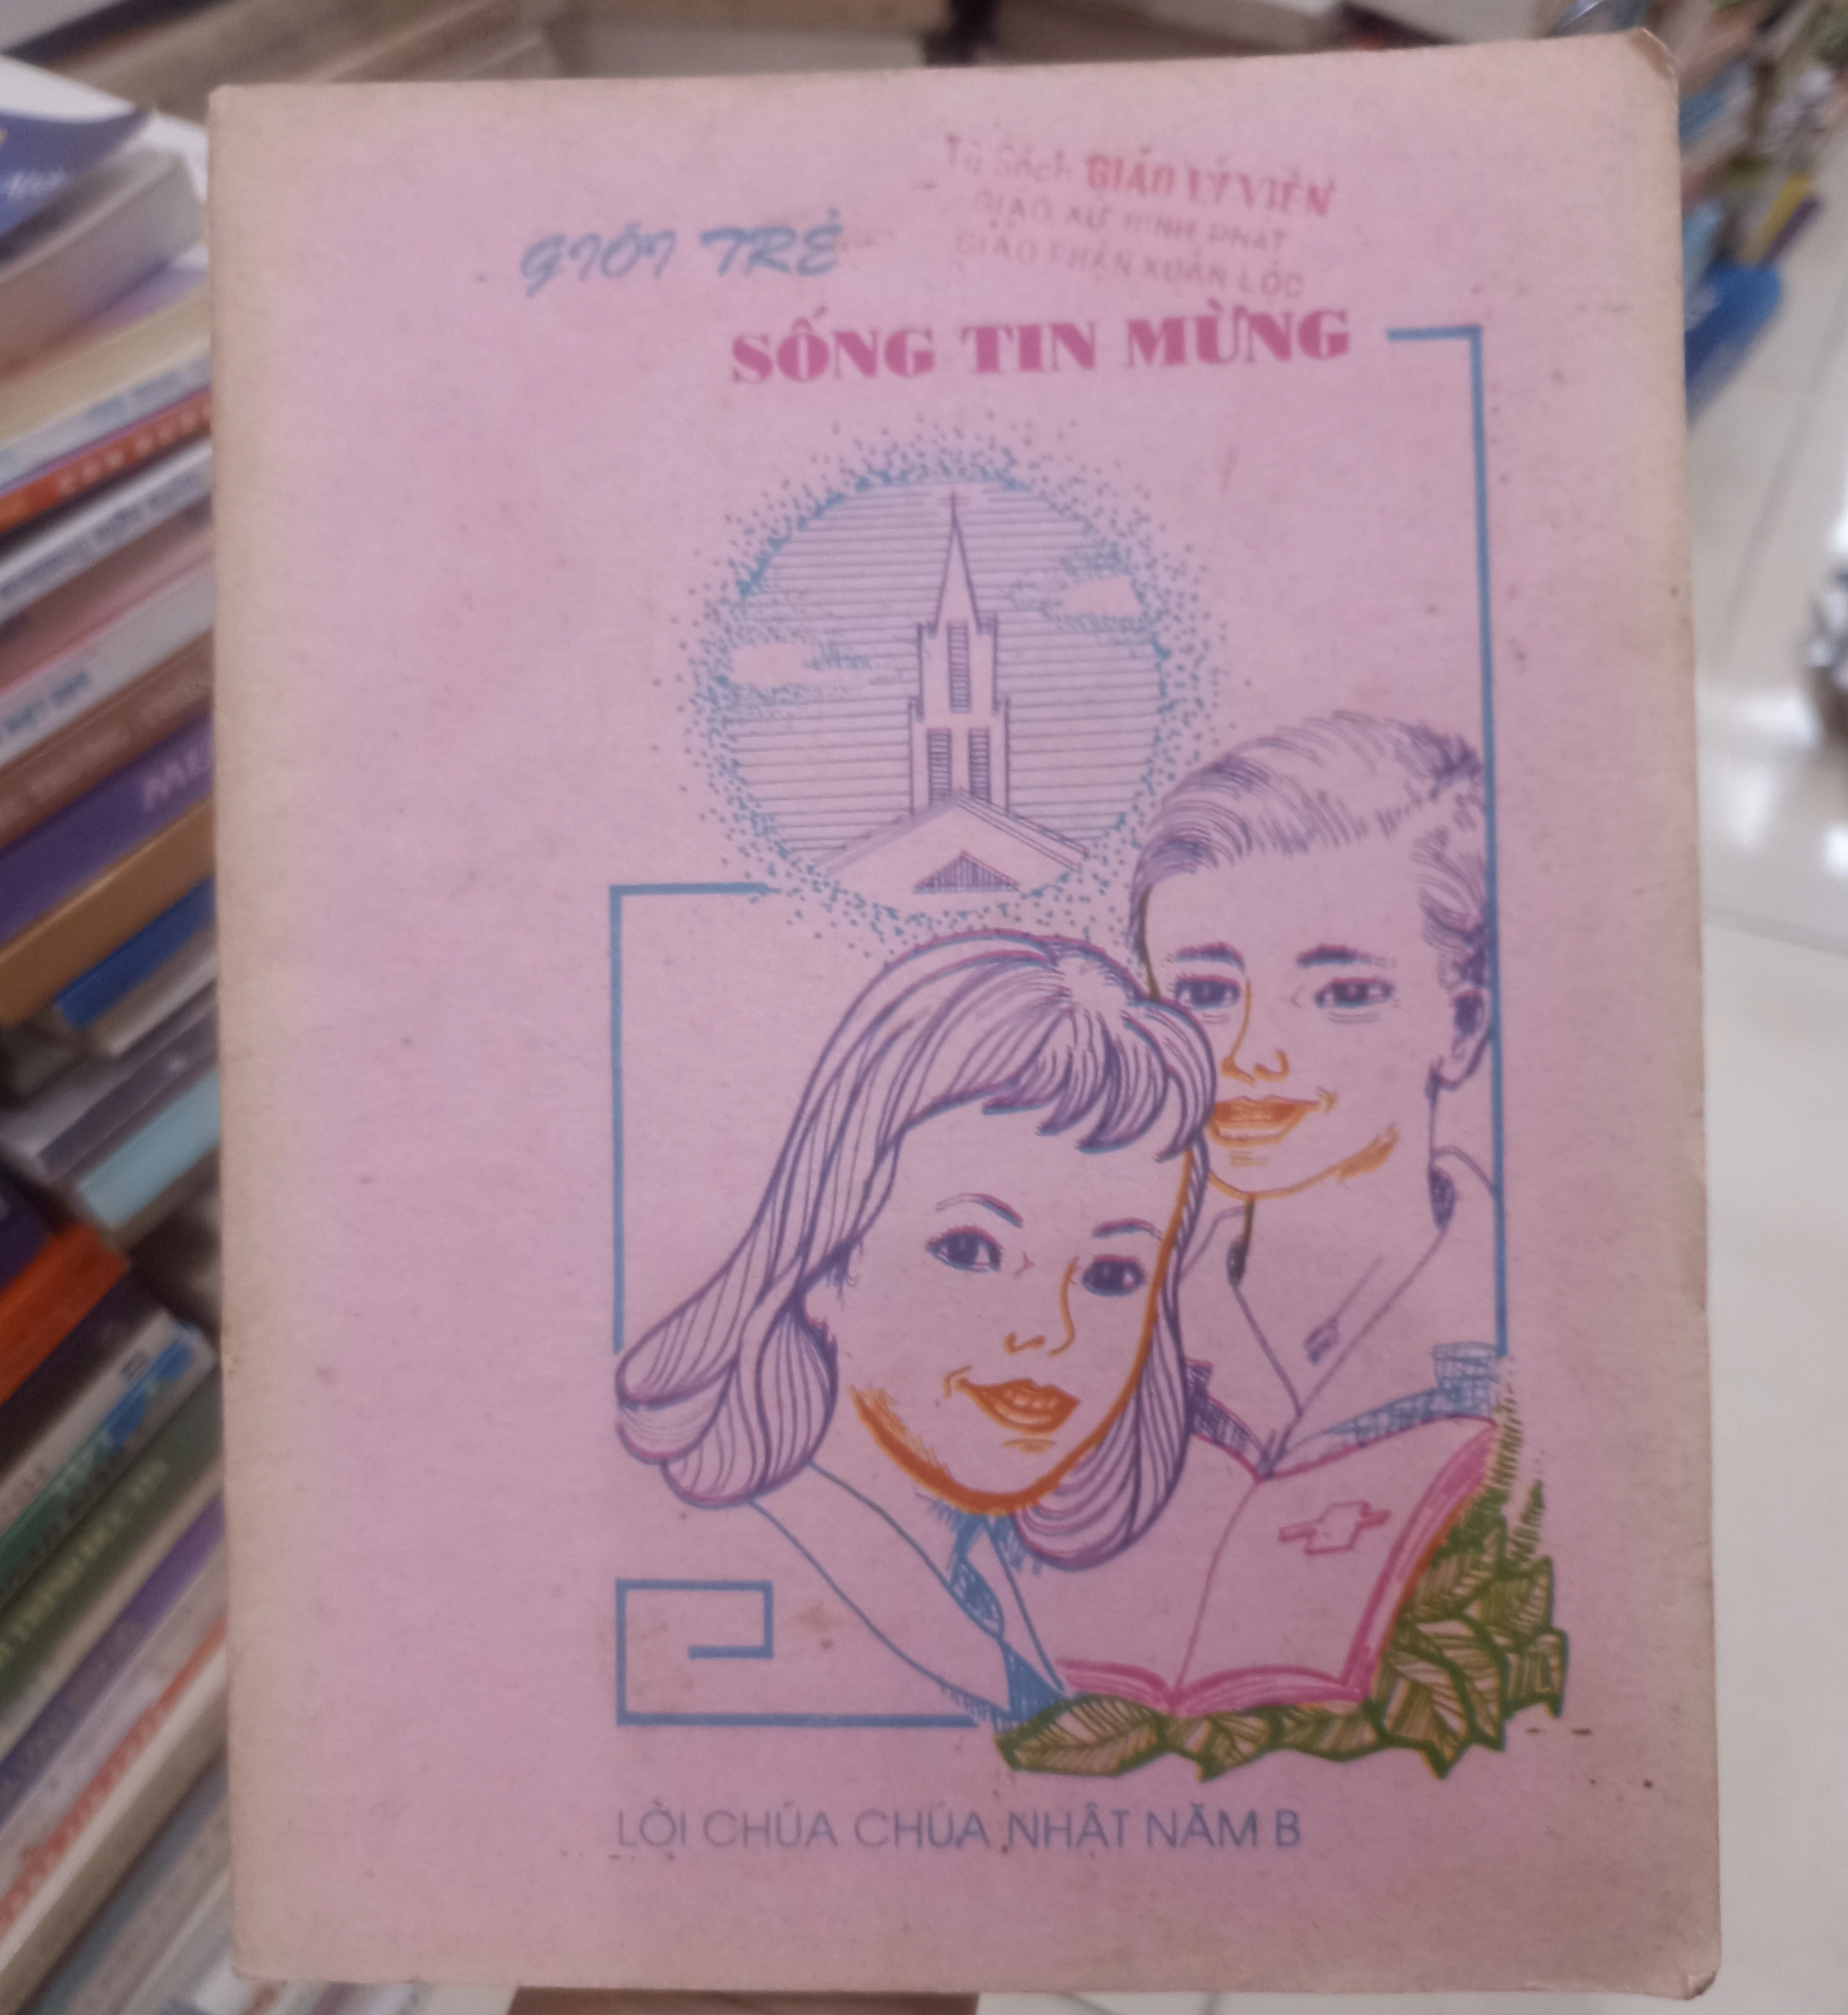 Tủ Sách GIÁO LÝ VIÊN
GIÁO XỨ
GIÁO PHẬN XUÂN LỘC
GIỚI TRẺ
SỐNG TIN MỪNG
LỜI CHÚA CHÚA NHẬT NĂM B